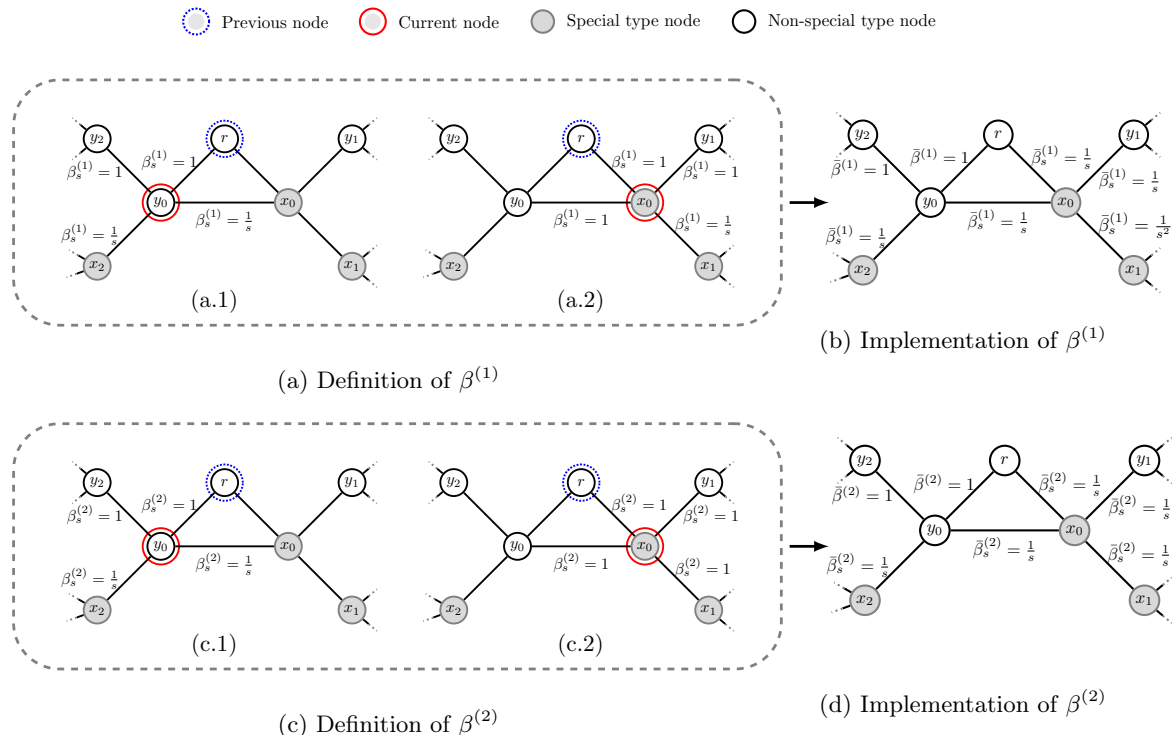 Previous node Current node Special type node Non-special type node
y₂ r y₁ y₂ r y₁ y₂ r y₁
β_s^(1) = 1 β_s^(1) = 1 β_s^(1) = 1 β_s^(1) = 1 β̄^(1) = 1 β̄^(1) = 1 β̄_s^(1) = 1/s β̄_s^(1) = 1/s
y₀ x₀ y₀ x₀ y₀ x₀
β_s^(1) = 1/s β_s^(1) = 1/s β_s^(1) = 1 β_s^(1) = 1/s β̄_s^(1) = 1/s β̄_s^(1) = 1/s β̄_s^(1) = 1/s²
x₂ x₁ x₂ x₁ x₂ x₁
(a.1) (a.2)
(b) Implementation of β^(1)
(a) Definition of β^(1)
y₂ r y₁ y₂ r y₁ y₂ r y₁
β_s^(2) = 1 β_s^(2) = 1 β_s^(2) = 1 β_s^(2) = 1 β̄^(2) = 1 β̄^(2) = 1 β̄_s^(2) = 1/s β̄_s^(2) = 1/s
y₀ x₀ y₀ x₀ y₀ x₀
β_s^(2) = 1/s β_s^(2) = 1/s β_s^(2) = 1 β_s^(2) = 1 β̄_s^(2) = 1/s β̄_s^(2) = 1/s β̄_s^(2) = 1/s
x₂ x₁ x₂ x₁ x₂ x₁
(c.1) (c.2)
(d) Implementation of β^(2)
(c) Definition of β^(2)